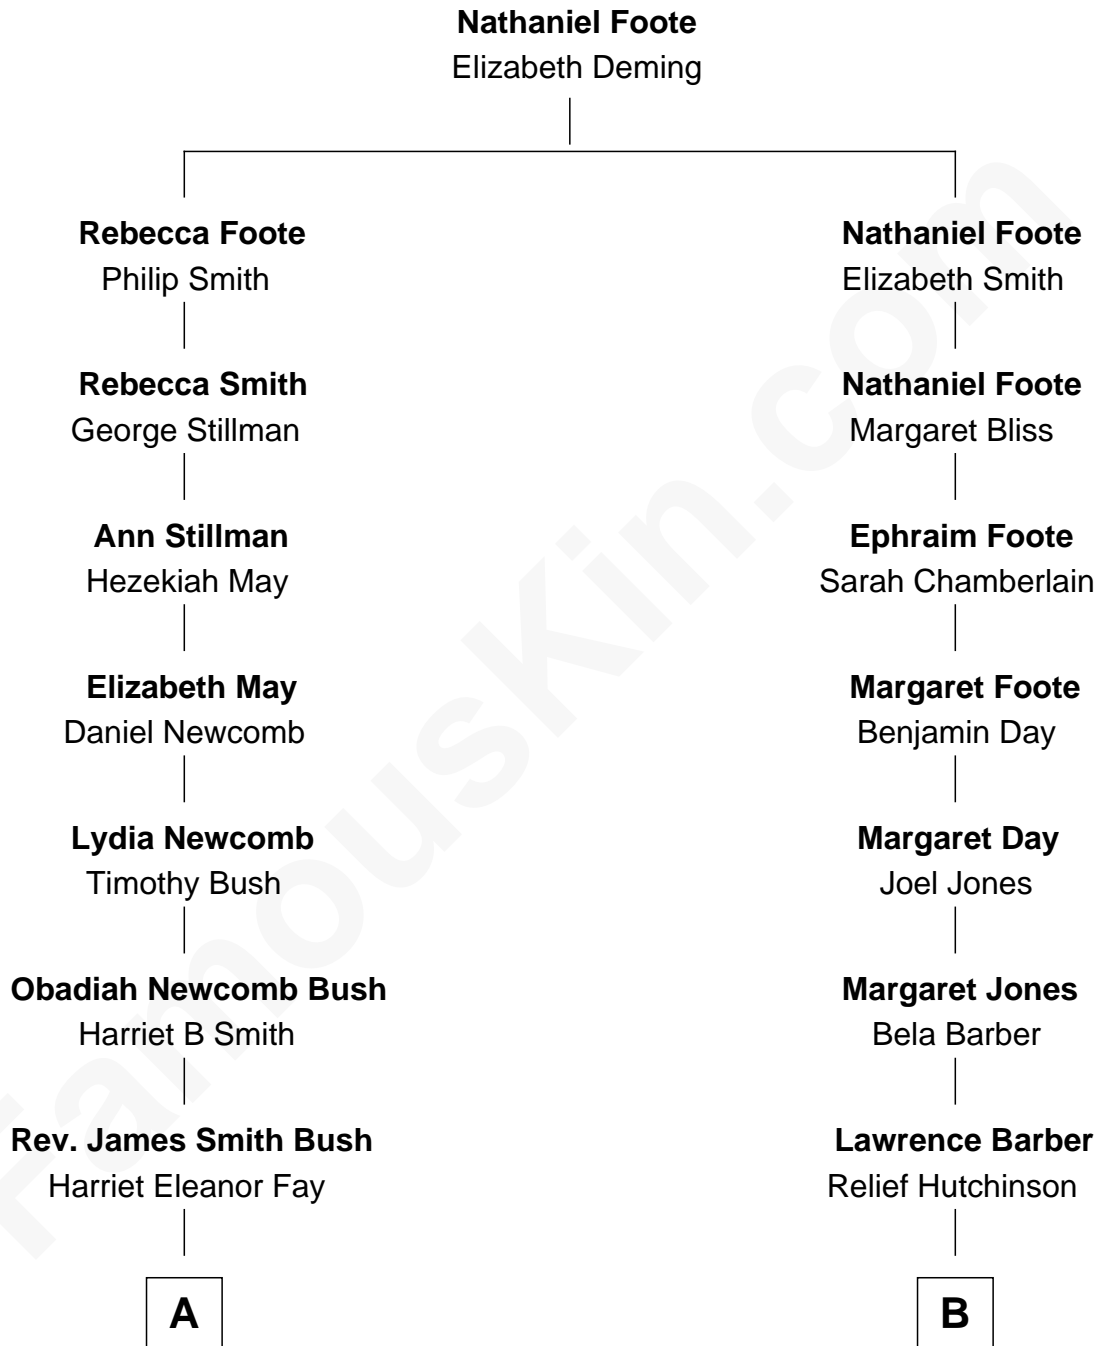 Nathaniel Foote
Elizabeth Deming
Rebecca Foote
Philip Smith
Nathaniel Foote
Elizabeth Smith
Rebecca Smith
George Stillman
Nathaniel Foote
Margaret Bliss
Ann Stillman
Hezekiah May
Ephraim Foote
Sarah Chamberlain
Elizabeth May
Daniel Newcomb
Margaret Foote
Benjamin Day
Lydia Newcomb
Timothy Bush
Margaret Day
Joel Jones
Obadiah Newcomb Bush
Harriet B Smith
Margaret Jones
Bela Barber
Rev. James Smith Bush
Harriet Eleanor Fay
Lawrence Barber
Relief Hutchinson
A
B
FamousKin.com